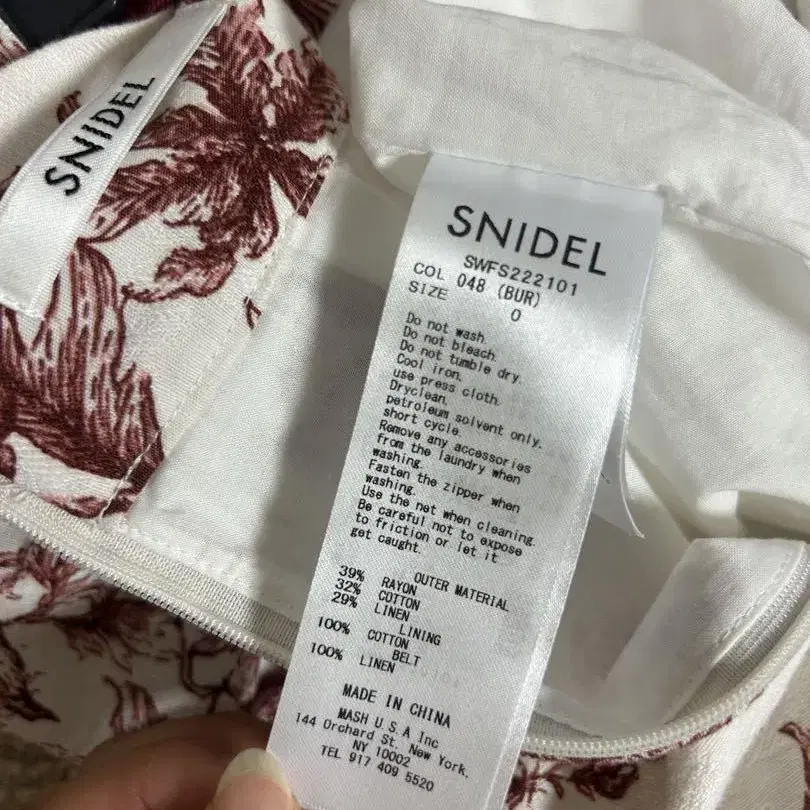 SNIDEL
SNIDEL
SWFS222101
COL 048 (BUR)
SIZE 0
Do not wash.
Do not bleach.
Do not tumble dry.
Cool iron.
use press cloth.
Dryclean.
petroleum solvent only.
short cycle.
Remove any accessories
from the laundry when
washing.
Fasten the zipper when
washing.
Use the net when cleaning.
Be careful not to expose
to friction or let it
get caught.
OUTER MATERIAL
39% RAYON
32% COTTON
29% LINEN
LINING
100% COTTON
BELT
100% LINEN
MADE IN CHINA
MASH U.S.A Inc
144 Orchard St. New York,
NY 10002
TEL 917 409 5520